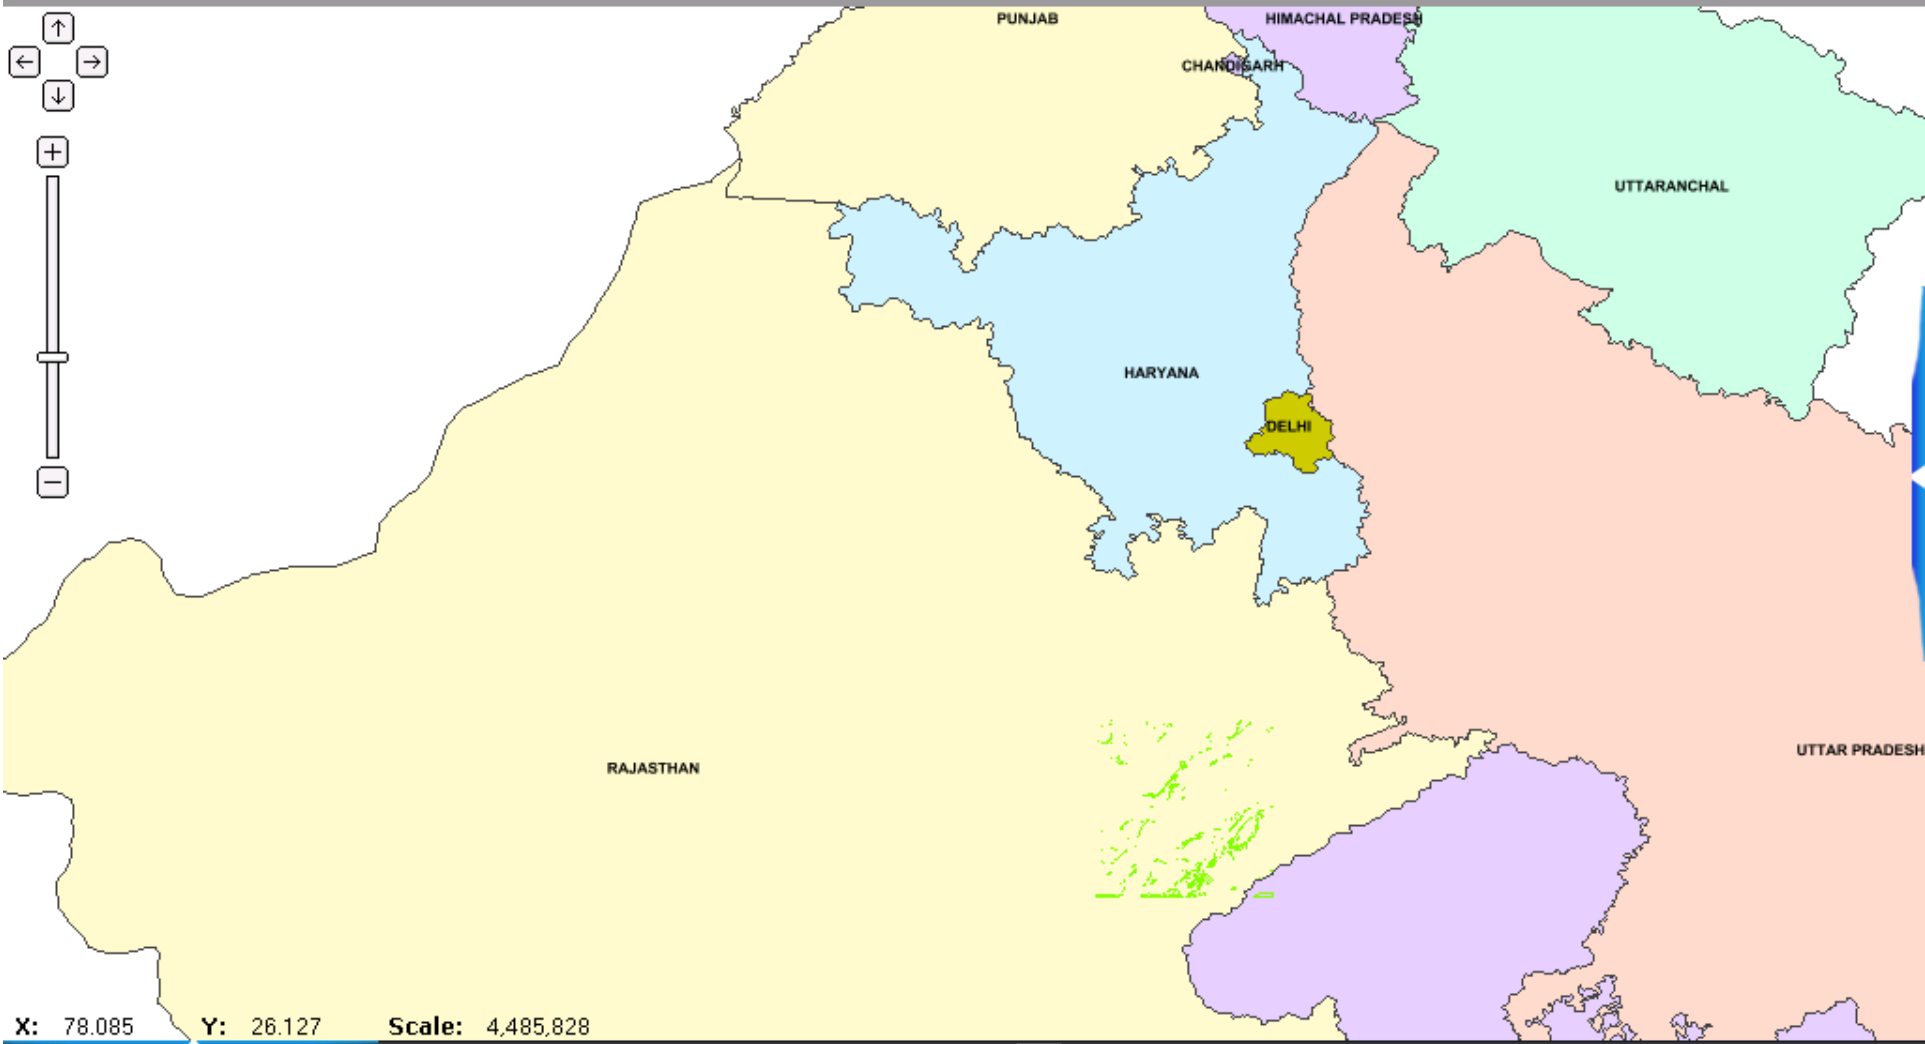 PUNJAB
HIMACHAL PRADESH
CHANDIGARH
UTTARANCHAL
HARYANA
DELHI
UTTAR PRADESH
RAJASTHAN
X: 78.085 Y: 26.127 Scale: 4,485,828